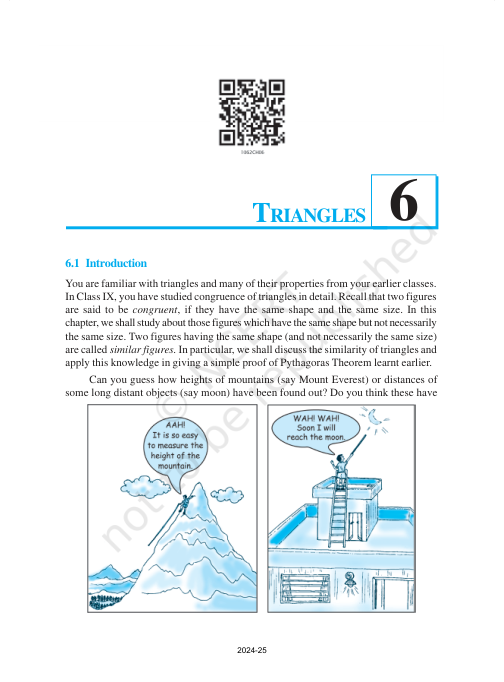 1062CH06
TRIANGLES 6
6.1 Introduction
You are familiar with triangles and many of their properties from your earlier classes.
In Class IX, you have studied congruence of triangles in detail. Recall that two figures
are said to be congruent, if they have the same shape and the same size. In this
chapter, we shall study about those figures which have the same shape but not necessarily
the same size. Two figures having the same shape (and not necessarily the same size)
are called similar figures. In particular, we shall discuss the similarity of triangles and
apply this knowledge in giving a simple proof of Pythagoras Theorem learnt earlier.
Can you guess how heights of mountains (say Mount Everest) or distances of
some long distant objects (say moon) have been found out? Do you think these have
AAH!
It is so easy
to measure the
height of the
mountain.
WAH! WAH!
Soon I will
reach the moon.
© NCERT
not to be republished
2024-25